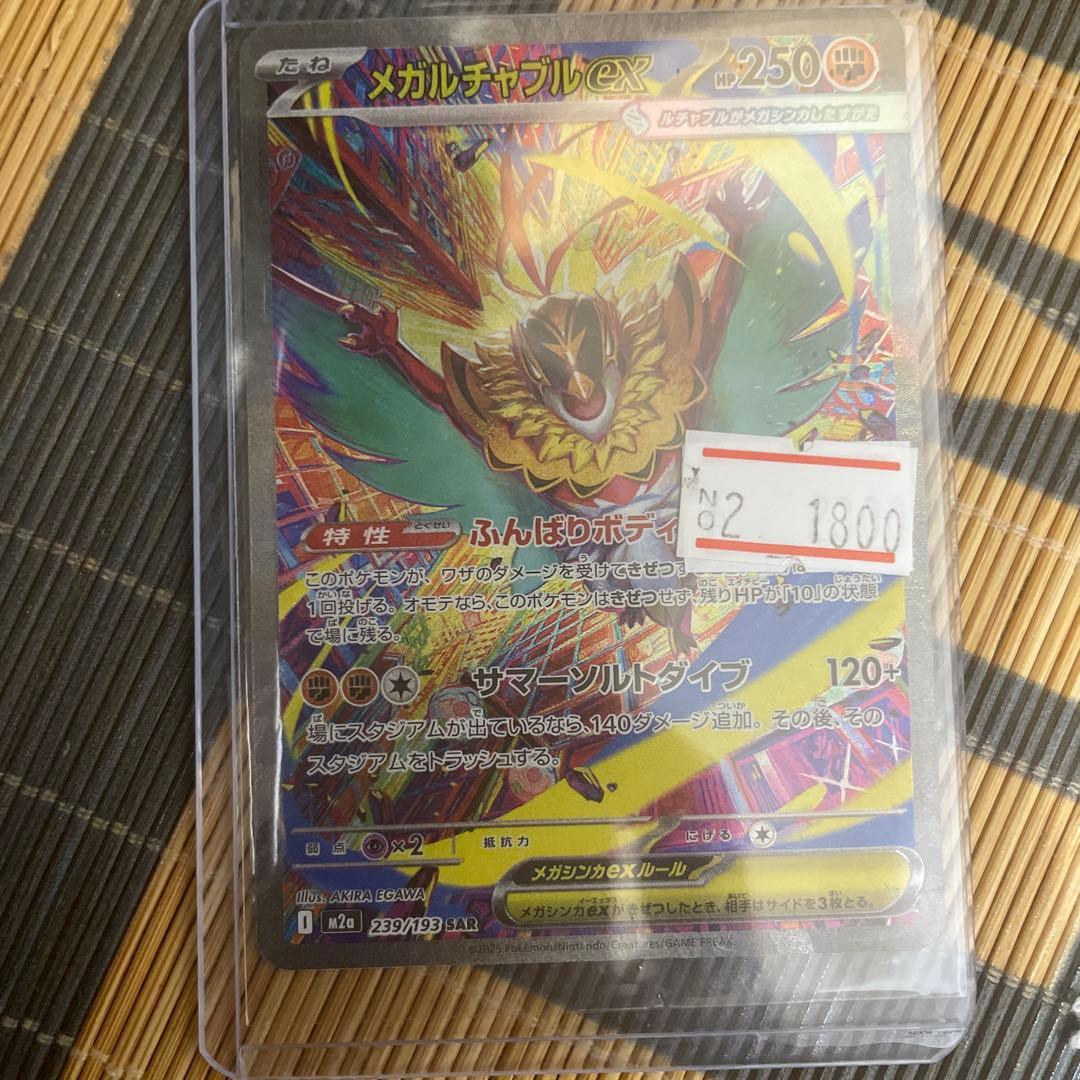 たね
メガルチャブルex
HP250
ルチャブルがメガシンカしたすがた
No2 1800
特性
とくせい
ふんばりボディ
このポケモンが、ワザのダメージを受けてきぜつす
1回投げる。オモテなら、このポケモンはきぜつせず、残りHPが「10」の状態
で場に残る。
サマーソルトダイブ 120+
場にスタジアムが出ているなら、140ダメージ追加。その後、その
スタジアムをトラッシュする。
弱点 ×2 抵抗力 にげる
メガシンカexルール
メガシンカexがきぜつしたとき、相手はサイドを3枚とる。
Illus. AKIRA EGAWA
I M2a 239/193 SAR
©2025 Pokémon/Nintendo/Creatures/GAME FREAK